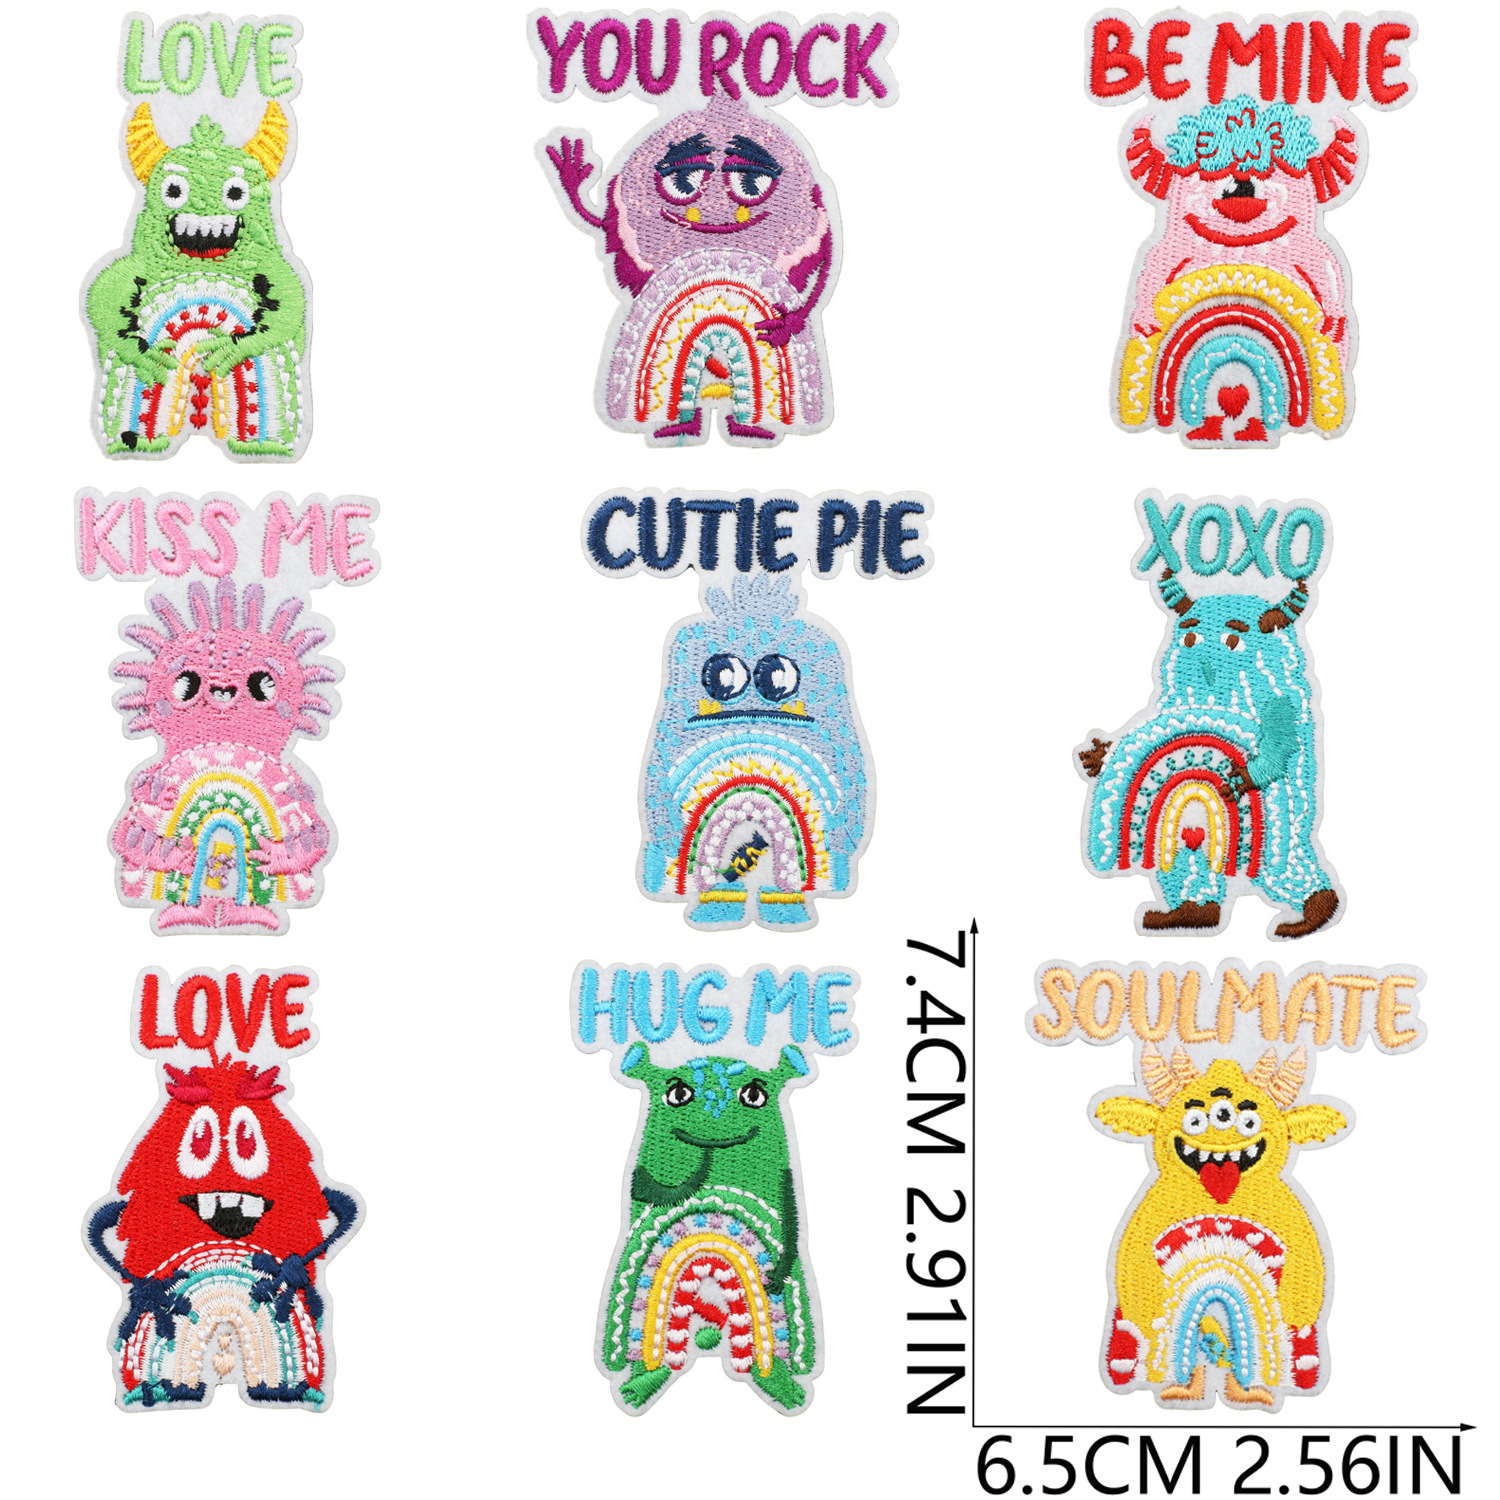 LOVE
YOU ROCK
BE MINE
KISS ME
CUTIE PIE
XOXO
LOVE
HUG ME
SOULMATE
7.4CM 2.91IN
6.5CM 2.56IN